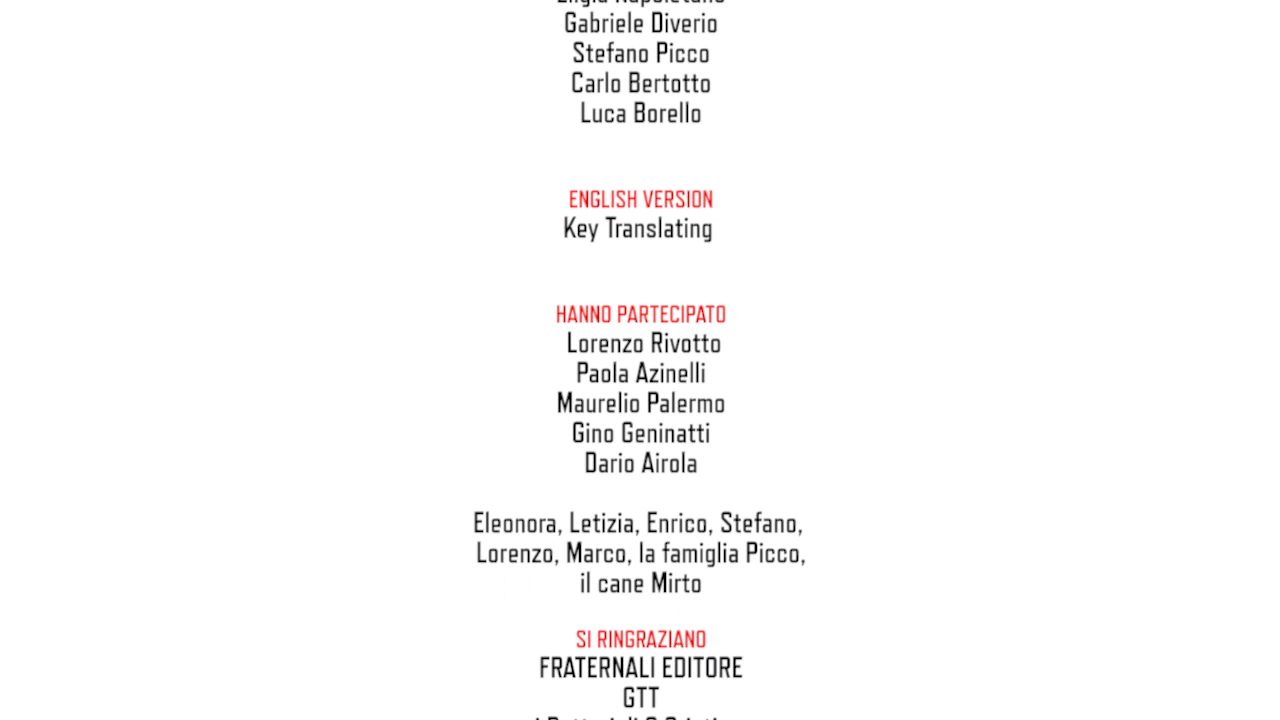 Gabriele Diverio
Stefano Picco
Carlo Bertotto
Luca Borello
ENGLISH VERSION
Key Translating
HANNO PARTECIPATO
Lorenzo Rivotto
Paola Azinelli
Maurelio Palermo
Gino Geninatti
Dario Airola
Eleonora, Letizia, Enrico, Stefano,
Lorenzo, Marco, la famiglia Picco,
il cane Mirto
SI RINGRAZIANO
FRATERNALI EDITORE
GTT